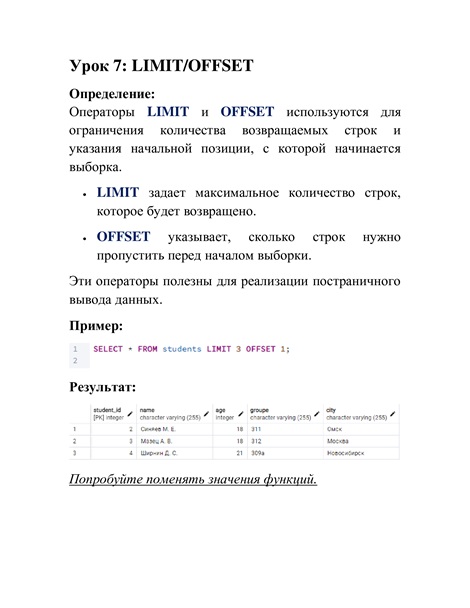 Урок 7: LIMIT/OFFSET
Определение:
Операторы LIMIT и OFFSET используются для
ограничения количества возвращаемых строк и
указания начальной позиции, с которой начинается
выборка.
• LIMIT задает максимальное количество строк,
которое будет возвращено.
• OFFSET указывает, сколько строк нужно
пропустить перед началом выборки.
Эти операторы полезны для реализации постраничного
вывода данных.
Пример:
1 SELECT * FROM students LIMIT 3 OFFSET 1;
2
Результат:
student_id name age groupe city
[PK] integer character varying (255) integer character varying (255) character varying (255)
1 2 Синяев М. Е. 18 311 Омск
2 3 Мазец А. В. 18 312 Москва
3 4 Ширнин Д. С. 21 309а Новосибирск
Попробуйте поменять значения функций.